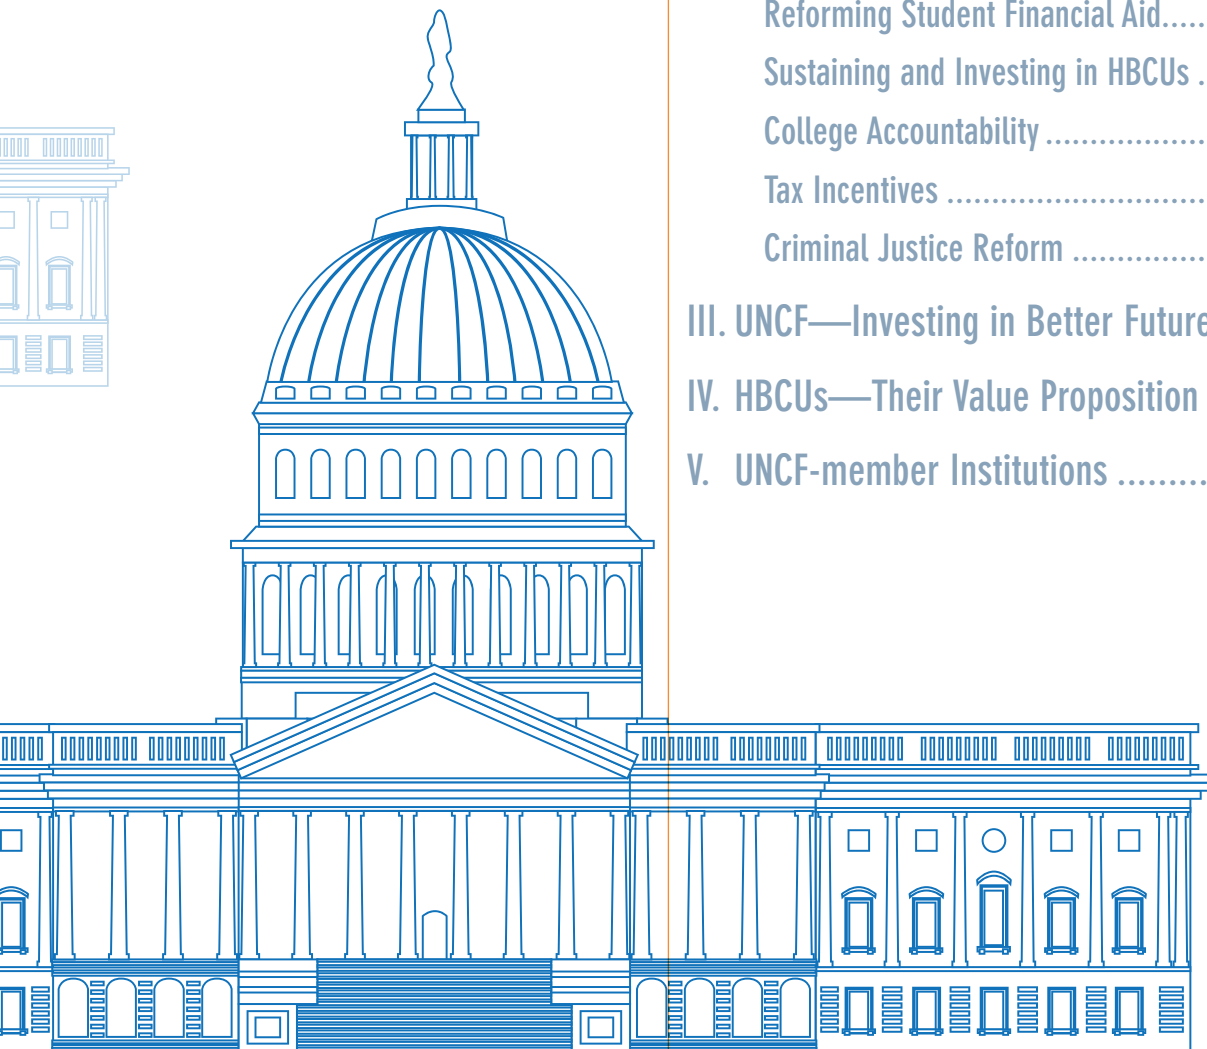 Reforming Student Financial Aid.....
Sustaining and Investing in HBCUs .
College Accountability ..................
Tax Incentives .............................
Criminal Justice Reform ...............
III. UNCF—Investing in Better Future
IV. HBCUs—Their Value Proposition
V. UNCF-member Institutions .........